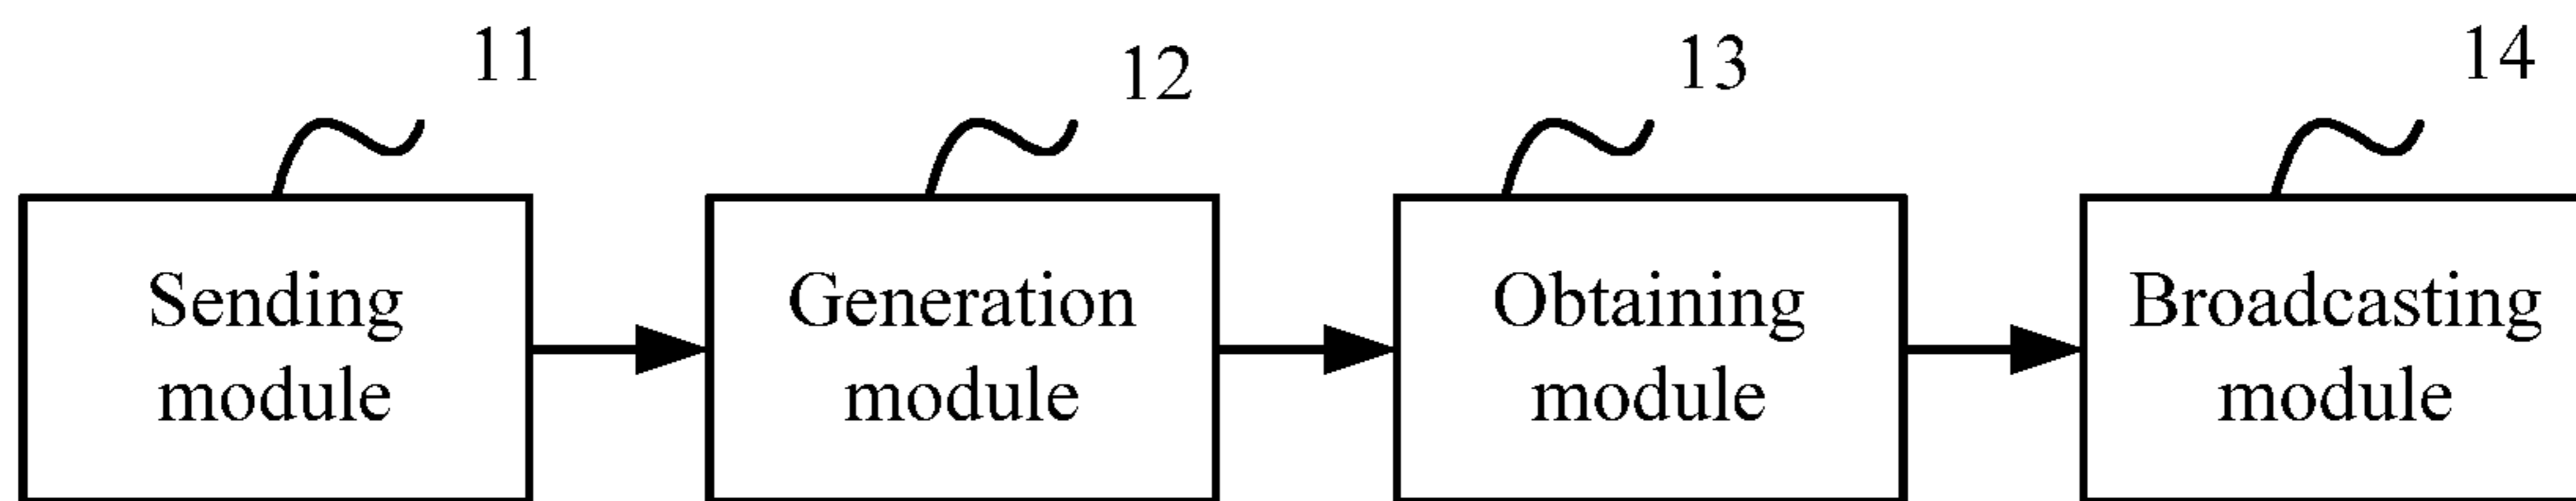 11
12
13
14
Sending
module
Generation
module
Obtaining
module
Broadcasting
module